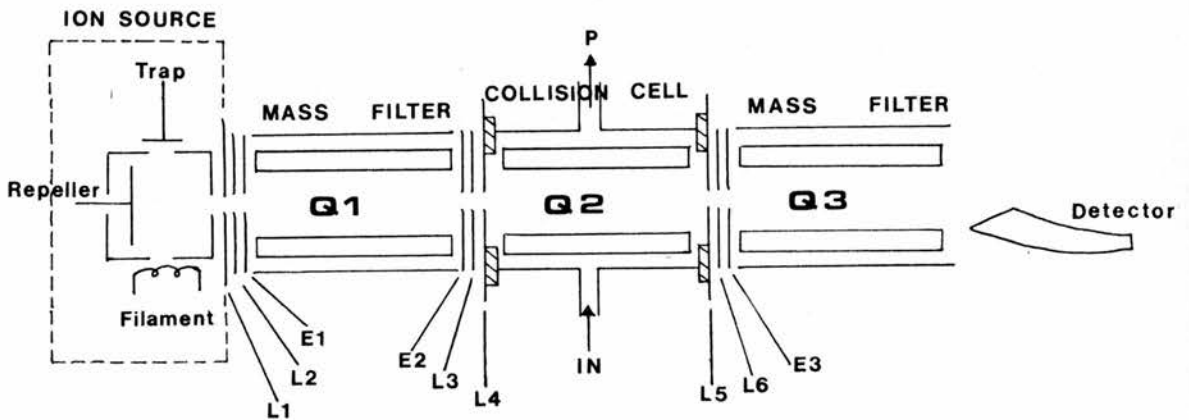 ION SOURCE
P
Trap
MASS FILTER
COLLISION CELL
MASS FILTER
Repeller
Q1
Q2
Q3
Detector
Filament
E1
L2
L1
E2
L3
L4
IN
L5
L6
E3